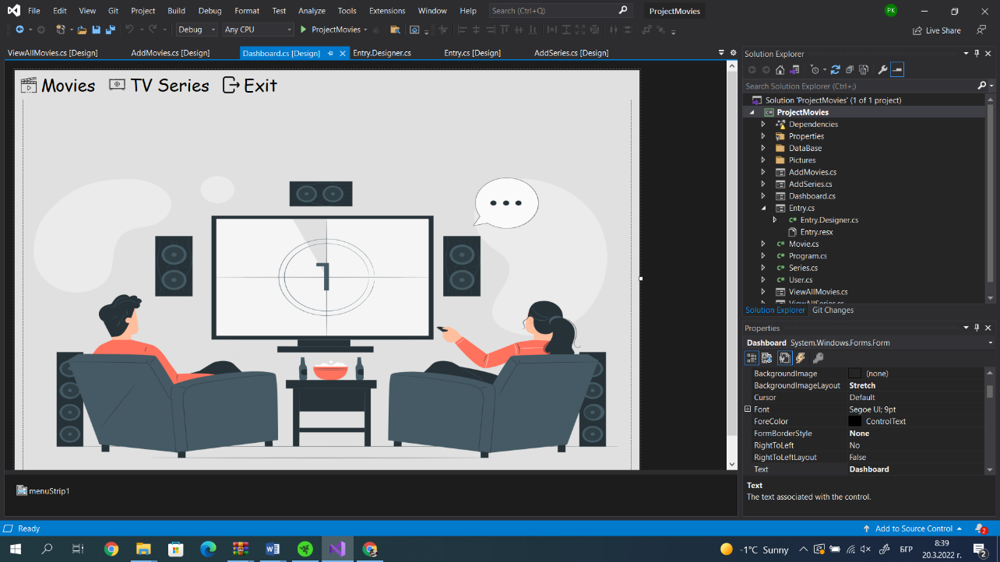 File Edit View Git Project Build Debug Format Test Analyze Tools Extensions Window Help Search (Ctrl+Q) ProjectMovies PK
Debug Any CPU ProjectMovies Live Share
ViewAllMovies.cs [Design] AddMovies.cs [Design] Dashboard.cs [Design] Entry.Designer.cs Entry.cs [Design] AddSeries.cs [Design]
Movies TV Series Exit
menuStrip1
Solution Explorer
Search Solution Explorer (Ctrl+;)
Solution 'ProjectMovies' (1 of 1 project)
C# ProjectMovies
Dependencies
Properties
DataBase
Pictures
AddMovies.cs
AddSeries.cs
Dashboard.cs
Entry.cs
C# Entry.Designer.cs
Entry.resx
C# Movie.cs
C# Program.cs
C# Series.cs
C# User.cs
ViewAllMovies.cs
ViewAllSeries.cs
Solution Explorer Git Changes
Properties
Dashboard System.Windows.Forms.Form
BackgroundImage (none)
BackgroundImageLayout Stretch
Cursor Default
Font Segoe UI; 9pt
ForeColor ControlText
FormBorderStyle None
RightToLeft No
RightToLeftLayout False
Text Dashboard
Text
The text associated with the control.
Ready Add to Source Control 2
-1°C Sunny БГР 8:39
20.3.2022 г. 2